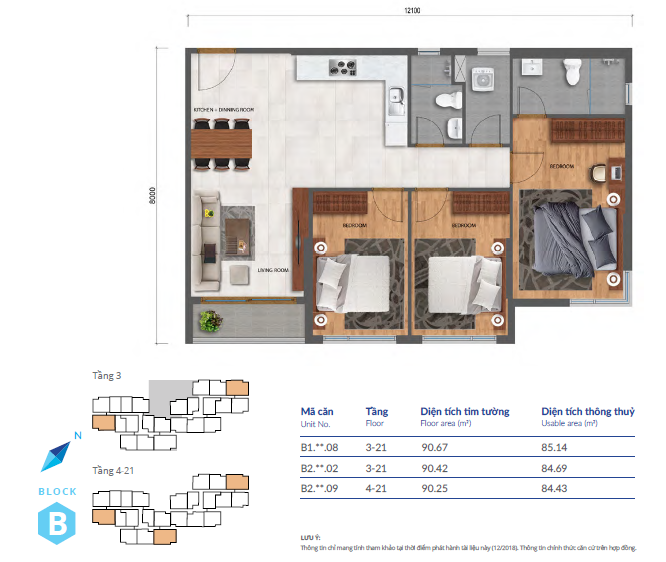 12100
8000
KITCHEN + DINNING ROOM
BEDROOM
LIVING ROOM
BEDROOM
BEDROOM
Tầng 3
N
Tầng 4-21
BLOCK
B
Mã căn Tầng Diện tích tim tường Diện tích thông thuỷ
Unit No. Floor Floor area (m²) Usable area (m²)
B1.**.08 3-21 90.67 85.14
B2.**.02 3-21 90.42 84.69
B2.**.09 4-21 90.25 84.43
LƯU Ý:
Thông tin chỉ mang tính tham khảo tại thời điểm phát hành tài liệu này (12/2018). Thông tin chính thức căn cứ trên hợp đồng.